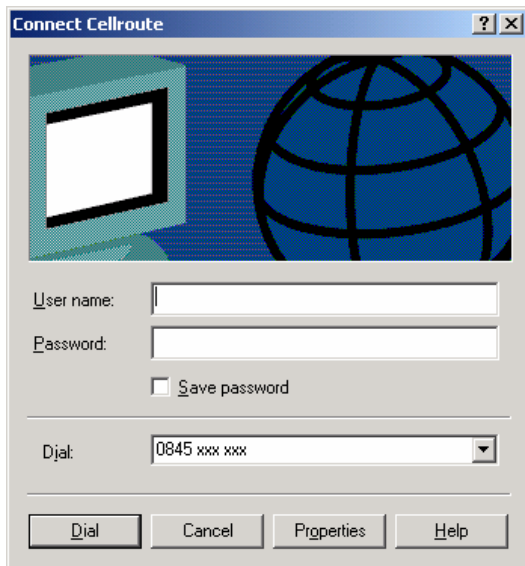 Connect Cellroute
User name:
Password:
Save password
Dial:
0845 xxx xxx
Dial
Cancel
Properties
Help